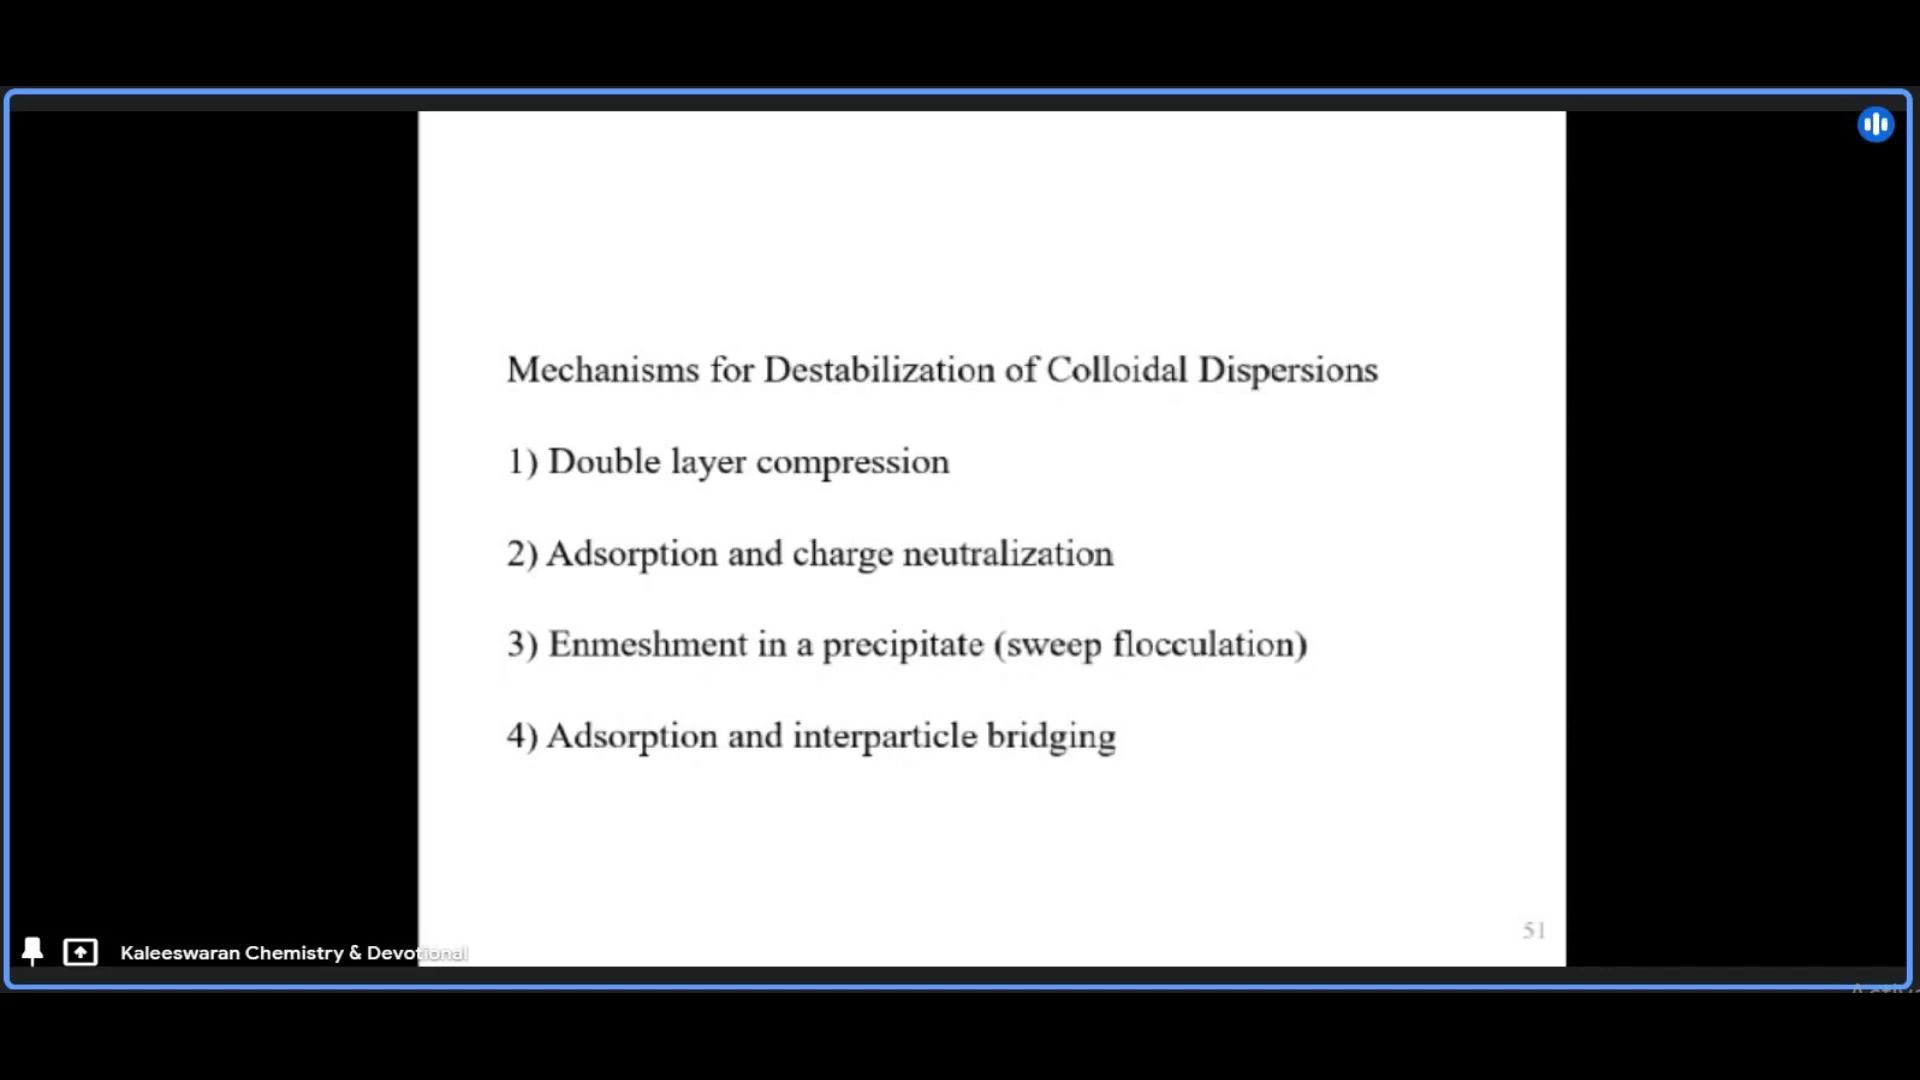 Mechanisms for Destabilization of Colloidal Dispersions
1) Double layer compression
2) Adsorption and charge neutralization
3) Enmeshment in a precipitate (sweep flocculation)
4) Adsorption and interparticle bridging
51
Kaleeswaran Chemistry & Devotional